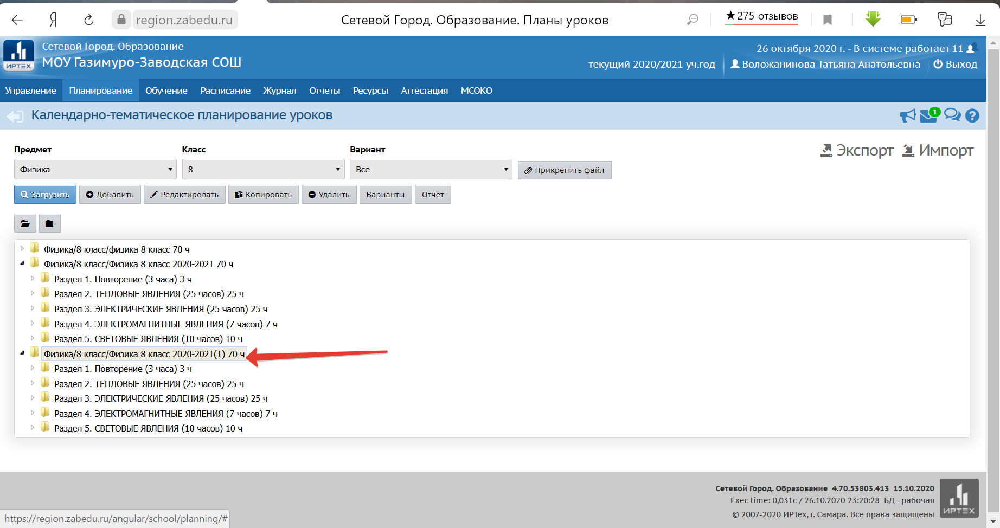 region.zabedu.ru
Сетевой Город. Образование. Планы уроков
★275 отзывов
Сетевой Город. Образование
МОУ Газимуро-Заводская СОШ
ИРТЕХ
26 октября 2020 г. - В системе работает 11
текущий 2020/2021 уч.год
Воложанинова Татьяна Анатольевна
Выход
Управление Планирование Обучение Расписание Журнал Отчеты Ресурсы Аттестация МСОКО
Календарно-тематическое планирование уроков
1
Предмет Класс Вариант
Экспорт Импорт
Физика 8 Все
Прикрепить файл
Загрузить Добавить Редактировать Копировать Удалить Варианты Отчет
Физика/8 класс/физика 8 класс 70 ч
Физика/8 класс/Физика 8 класс 2020-2021 70 ч
Раздел 1. Повторение (3 часа) 3 ч
Раздел 2. ТЕПЛОВЫЕ ЯВЛЕНИЯ (25 часов) 25 ч
Раздел 3. ЭЛЕКТРИЧЕСКИЕ ЯВЛЕНИЯ (25 часов) 25 ч
Раздел 4. ЭЛЕКТРОМАГНИТНЫЕ ЯВЛЕНИЯ (7 часов) 7 ч
Раздел 5. СВЕТОВЫЕ ЯВЛЕНИЯ (10 часов) 10 ч
Физика/8 класс/Физика 8 класс 2020-2021(1) 70 ч
Раздел 1. Повторение (3 часа) 3 ч
Раздел 2. ТЕПЛОВЫЕ ЯВЛЕНИЯ (25 часов) 25 ч
Раздел 3. ЭЛЕКТРИЧЕСКИЕ ЯВЛЕНИЯ (25 часов) 25 ч
Раздел 4. ЭЛЕКТРОМАГНИТНЫЕ ЯВЛЕНИЯ (7 часов) 7 ч
Раздел 5. СВЕТОВЫЕ ЯВЛЕНИЯ (10 часов) 10 ч
Сетевой Город. Образование 4.70.53803.413 15.10.2020
Exec time: 0,031с / 26.10.2020 23:20:28 БД - рабочая
© 2007-2020 ИРТех, г. Самара. Все права защищены
ИРТЕХ
https://region.zabedu.ru/angular/school/planning/#